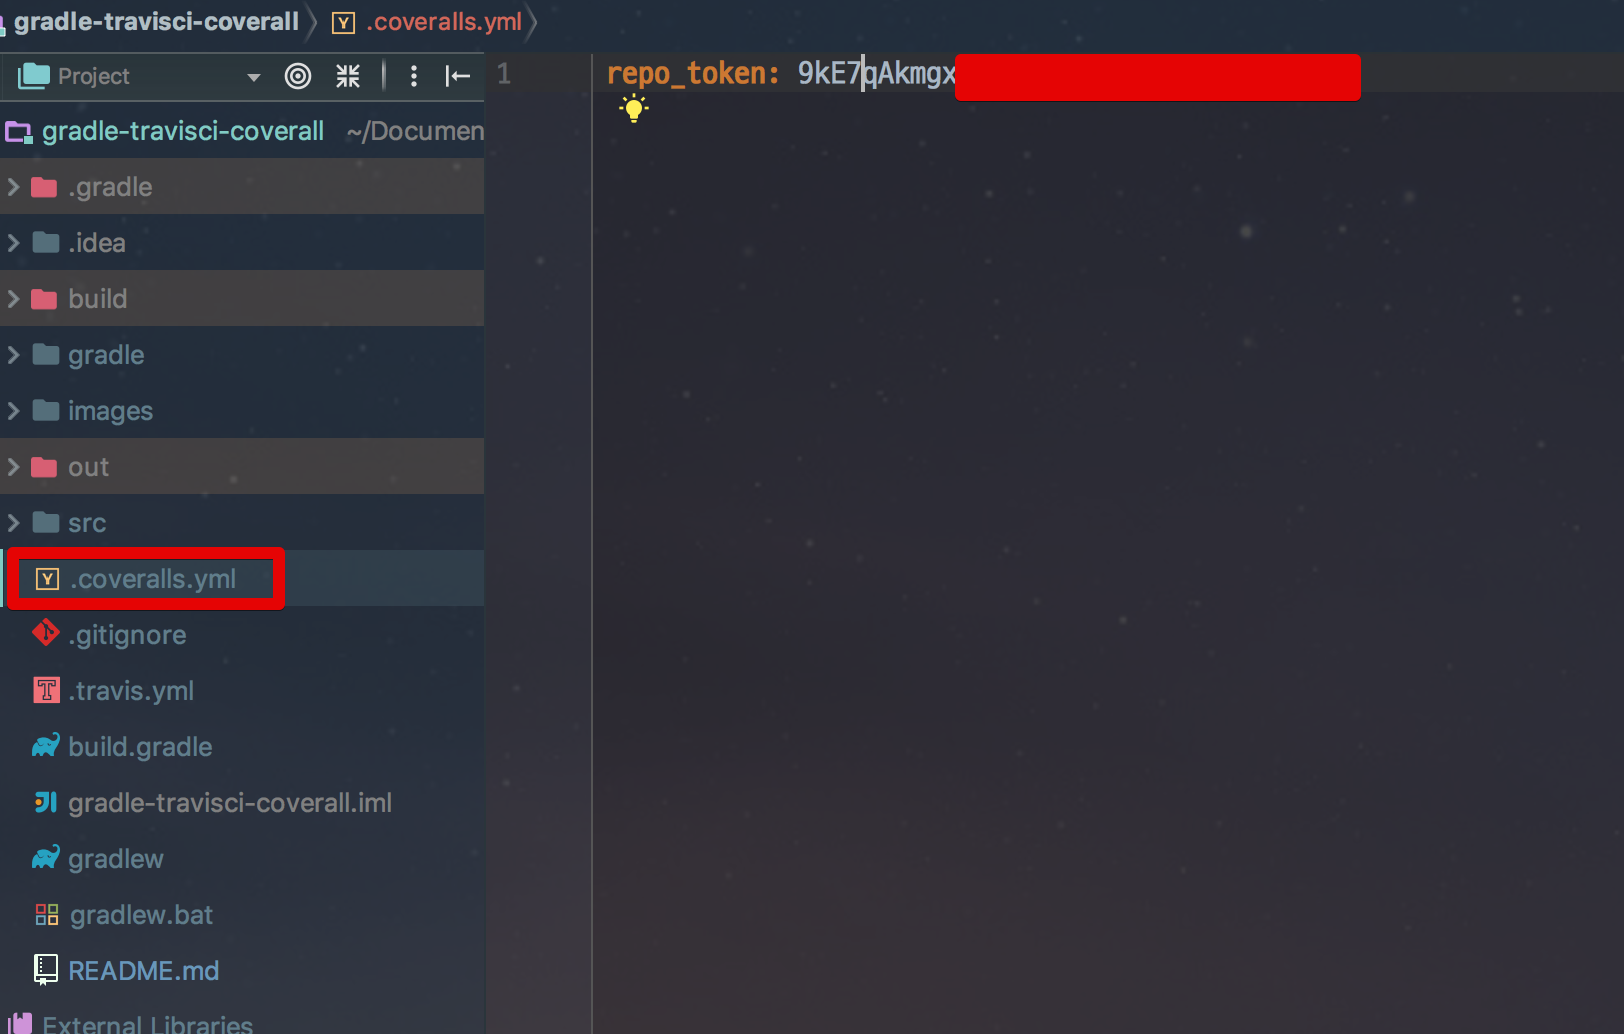 gradle-travisci-coverall .coveralls.yml
Project
1 repo_token: 9kE7qAkmgx
gradle-travisci-coverall ~/Documen
.gradle
.idea
build
gradle
images
out
src
.coveralls.yml
.gitignore
.travis.yml
build.gradle
gradle-travisci-coverall.iml
gradlew
gradlew.bat
README.md
External Libraries